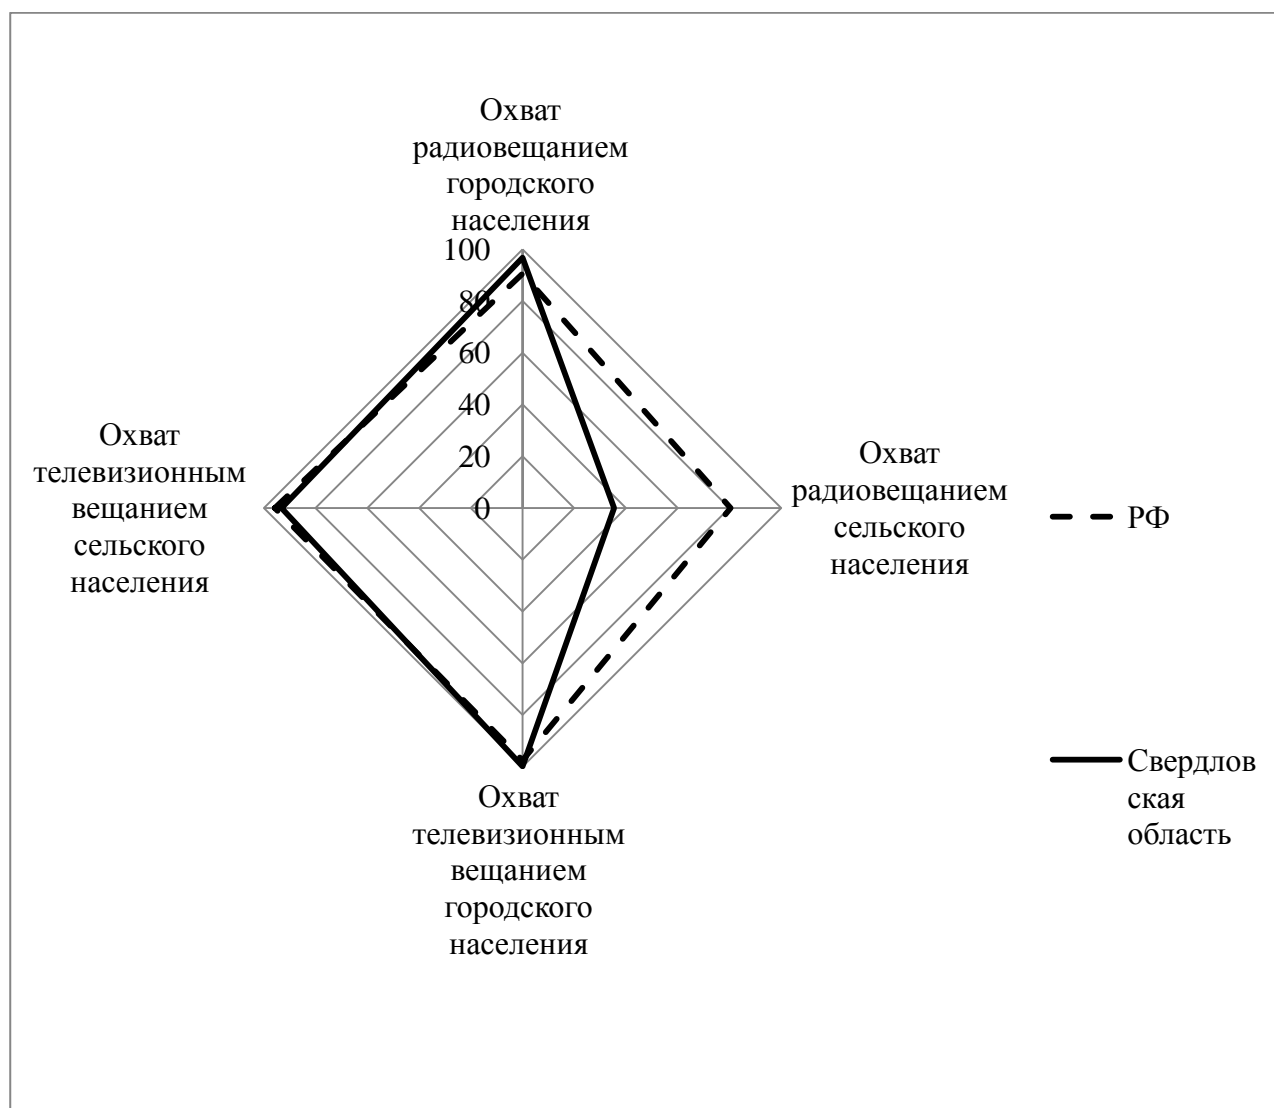 Охват
радиовещанием
городского
населения
100
80
60
40
20
0
Охват
радиовещанием
сельского
населения
Охват
телевизионным
вещанием
городского
населения
Охват
телевизионным
вещанием
сельского
населения
РФ
Свердлов
ская
область